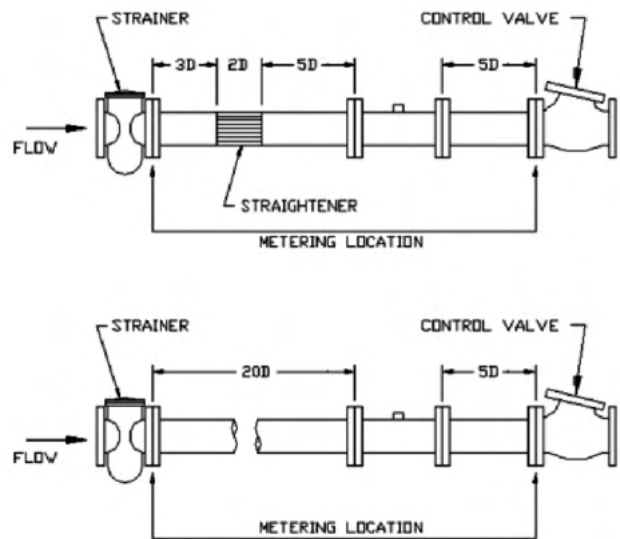 STRAINER
CONTROL VALVE
3D 2D 5D 5D
FLOW
STRAIGHTENER
METERING LOCATION
STRAINER
CONTROL VALVE
20D 5D
FLOW
METERING LOCATION